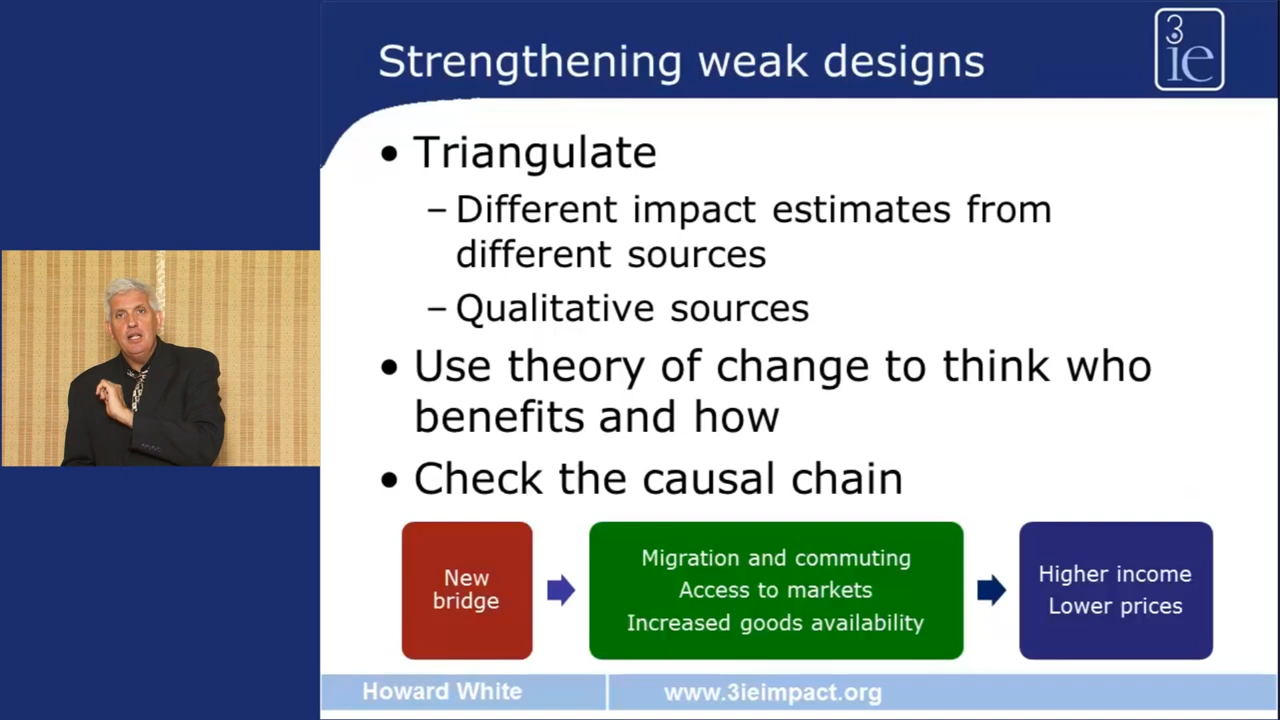 Strengthening weak designs
3
ie
• Triangulate
– Different impact estimates from
different sources
– Qualitative sources
• Use theory of change to think who
benefits and how
• Check the causal chain
New
bridge
Migration and commuting
Access to markets
Increased goods availability
Higher income
Lower prices
Howard White
www.3ieimpact.org